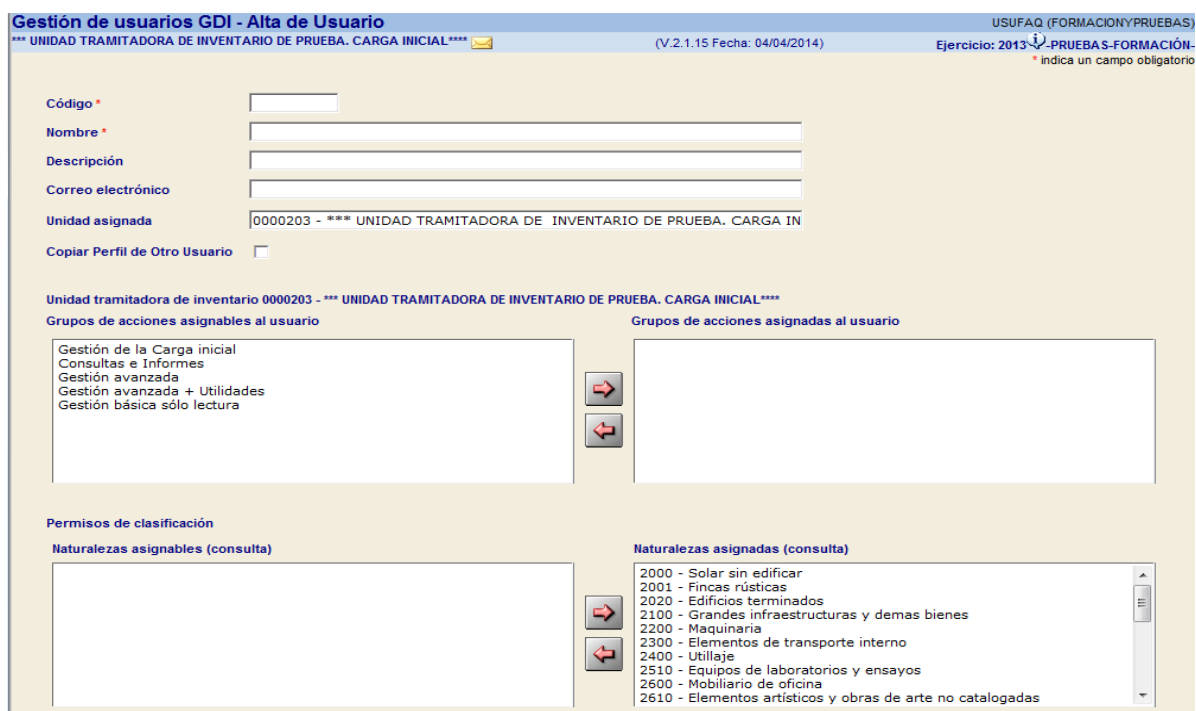 Gestión de usuarios GDI - Alta de Usuario
USUFAQ (FORMACIONYPRUEBAS)
*** UNIDAD TRAMITADORA DE INVENTARIO DE PRUEBA. CARGA INICIAL****
(V.2.1.15 Fecha: 04/04/2014)
Ejercicio: 2013 -PRUEBAS-FORMACIÓN-
* indica un campo obligatorio
Código *
Nombre *
Descripción
Correo electrónico
Unidad asignada
0000203 - *** UNIDAD TRAMITADORA DE INVENTARIO DE PRUEBA. CARGA IN
Copiar Perfil de Otro Usuario
Unidad tramitadora de inventario 0000203 - *** UNIDAD TRAMITADORA DE INVENTARIO DE PRUEBA. CARGA INICIAL****
Grupos de acciones asignables al usuario
Gestión de la Carga inicial
Consultas e Informes
Gestión avanzada
Gestión avanzada + Utilidades
Gestión básica sólo lectura
Grupos de acciones asignadas al usuario
Permisos de clasificación
Naturalezas asignables (consulta)
Naturalezas asignadas (consulta)
2000 - Solar sin edificar
2001 - Fincas rústicas
2020 - Edificios terminados
2100 - Grandes infraestructuras y demas bienes
2200 - Maquinaria
2300 - Elementos de transporte interno
2400 - Utillaje
2510 - Equipos de laboratorios y ensayos
2600 - Mobiliario de oficina
2610 - Elementos artísticos y obras de arte no catalogadas